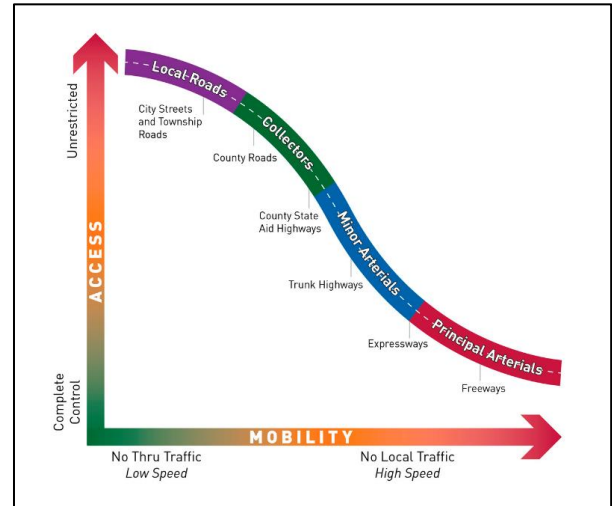 Unrestricted
ACCESS
Complete
Control
Local Roads
City Streets
and Township
Roads
Collectors
County Roads
County State
Aid Highways
Minor Arterials
Trunk Highways
Expressways
Principal Arterials
Freeways
MOBILITY
No Thru Traffic
Low Speed
No Local Traffic
High Speed